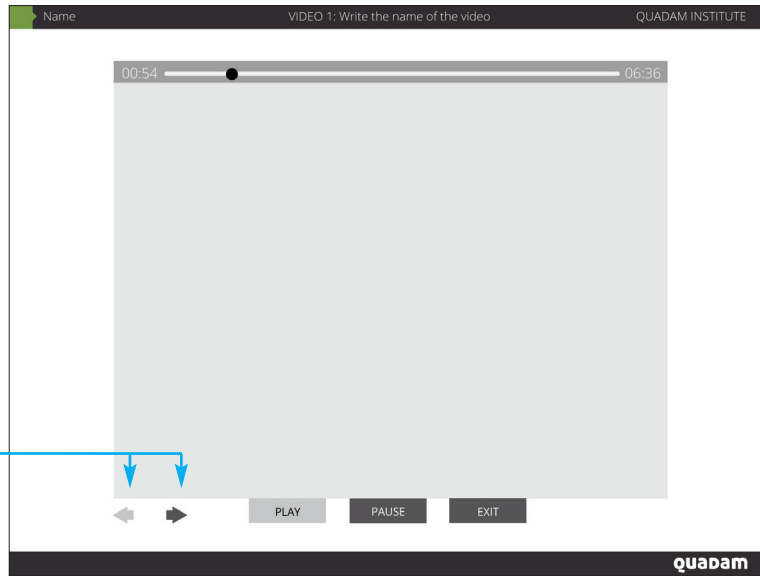 Name VIDEO 1: Write the name of the video QUADAM INSTITUTE
00:54 06:36
PLAY PAUSE EXIT
QUADAM